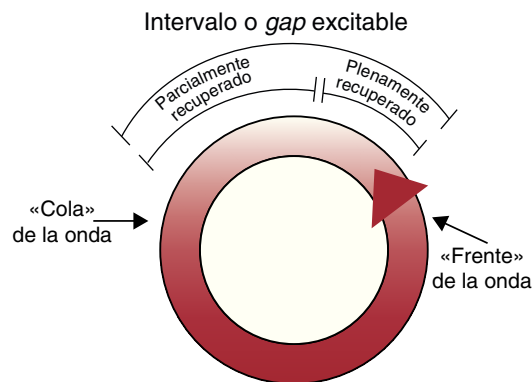 Intervalo o gap excitable
Parcialmente
recuperado
Plenamente
recuperado
«Cola»
de la onda
«Frente»
de la onda